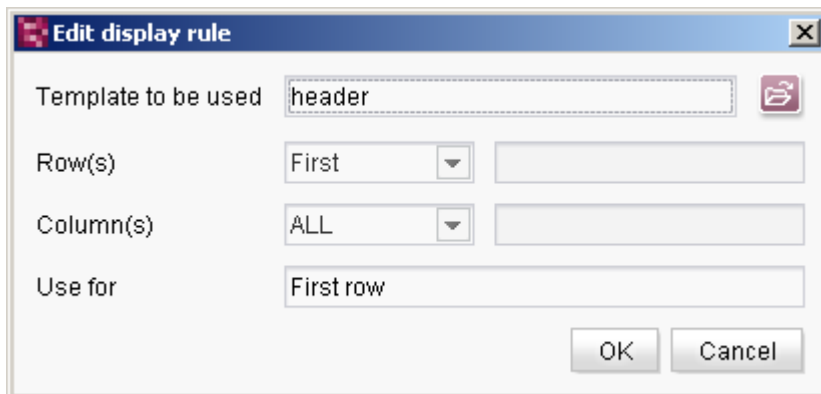 Edit display rule
Template to be used header
Row(s) First
Column(s) ALL
Use for First row
OK Cancel